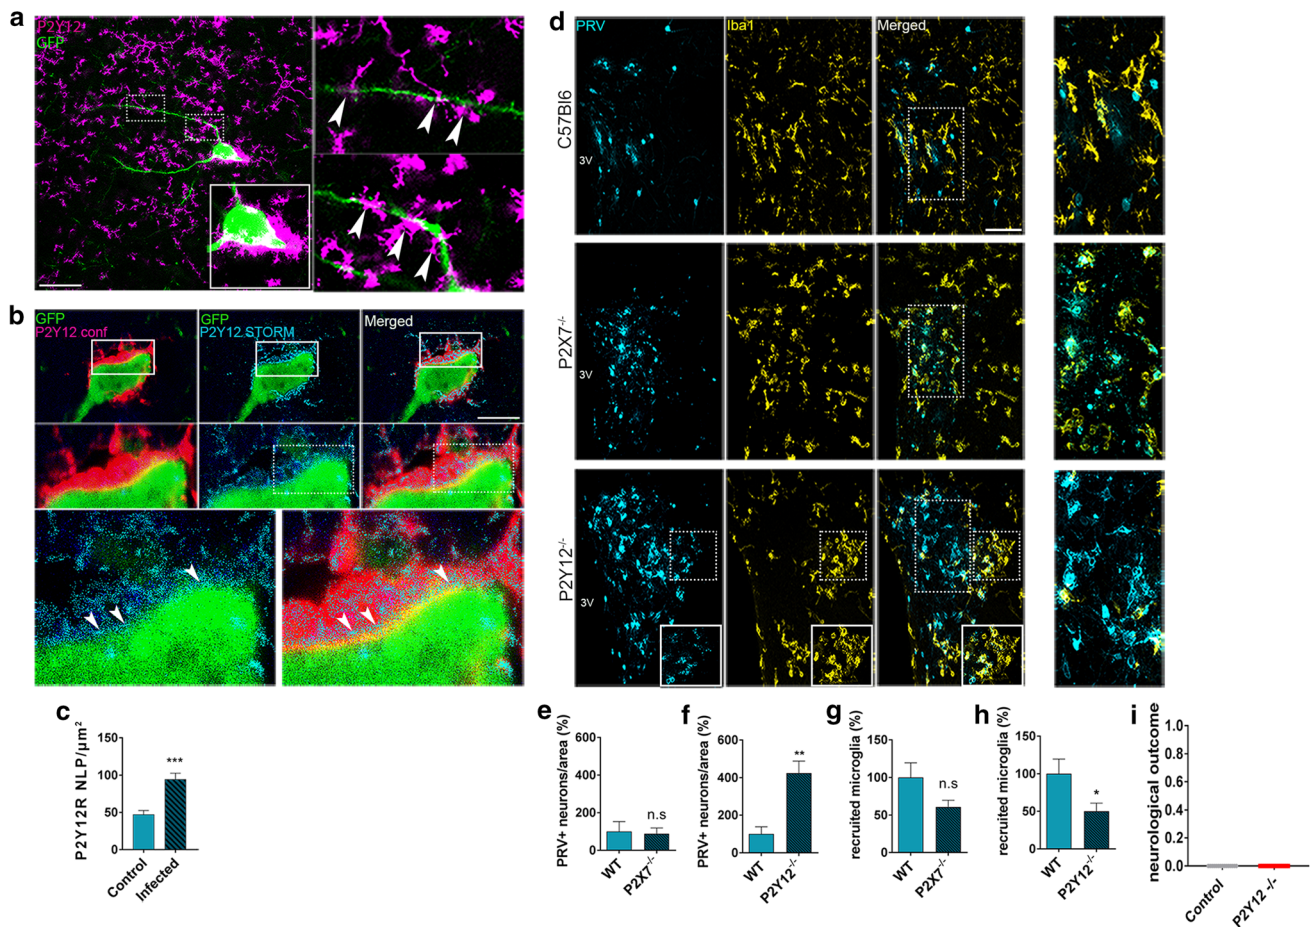 a
P2Y12
GFP
b
GFP
P2Y12 conf
GFP
P2Y12 STORM
Merged
c
P2Y12R NLP/µm²
150
100
50
0
***
Control
Infected
d
PRV
Iba1
Merged
C57Bl6
3V
P2X7-/-
3V
P2Y12-/-
3V
e
PRV+ neurons/area (%)
600
400
200
0
n.s
WT
P2X7-/-
f
PRV+ neurons/area (%)
600
400
200
0
**
WT
P2Y12-/-
g
recruited microglia (%)
150
100
50
0
n.s
WT
P2X7-/-
h
recruited microglia (%)
150
100
50
0
*
WT
P2Y12-/-
i
neurological outcome
1.0
0.8
0.6
0.4
0.2
0.0
Control
P2Y12 -/-